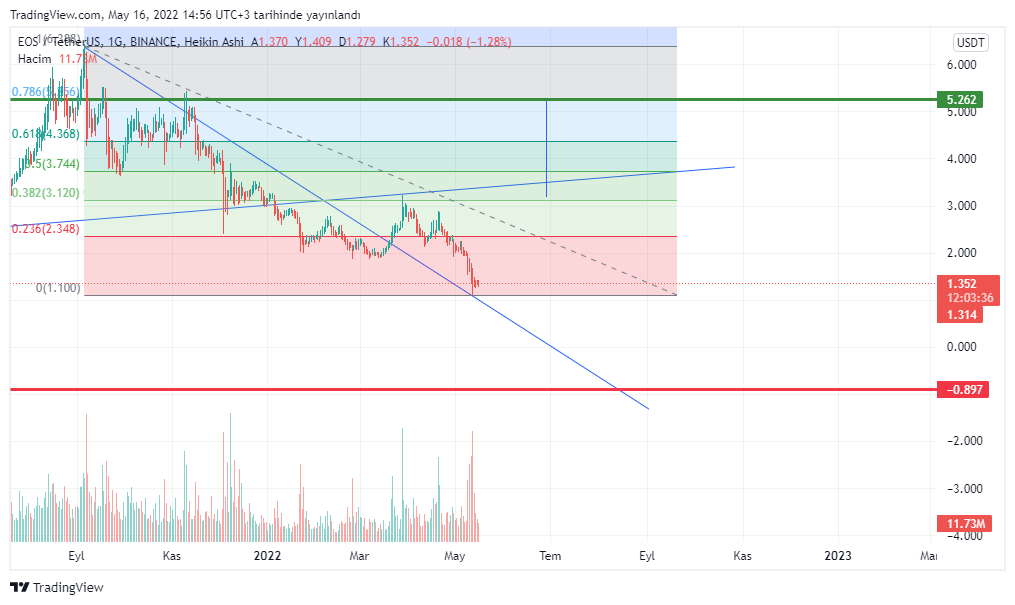 TradingView.com, May 16, 2022 14:56 UTC+3 tarihinde yayınlandı
EOS / TetherUS, 1G, BINANCE, Heikin Ashi A1.370 Y1.409 D1.279 K1.352 −0.018 (−1.28%)
Hacim 11.73M
USDT
6.000
0.786(5.256)
5.262
5.000
0.618(4.368)
4.000
0.5(3.744)
0.382(3.120)
3.000
0.236(2.348)
2.000
0(1.100)
1.352
12:03:36
1.314
0.000
−0.897
−2.000
−3.000
11.73M
−4.000
Eyl Kas 2022 Mar May Tem Eyl Kas 2023 Mar
TradingView